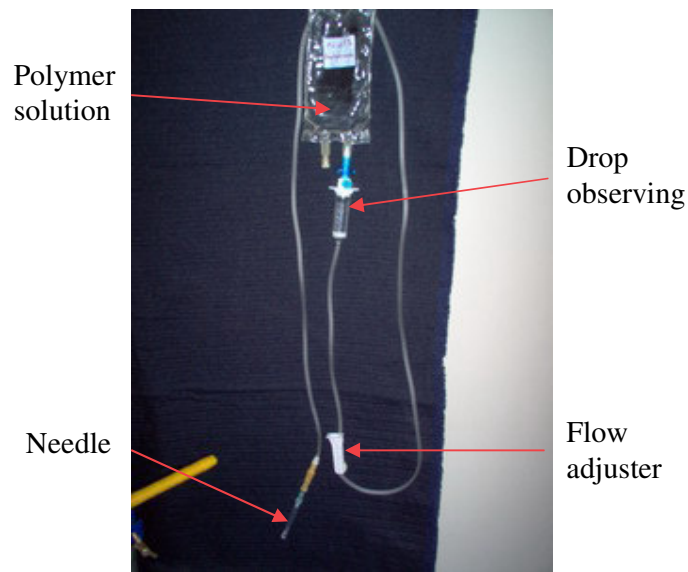 Polymer
solution
Drop
observing
Needle
Flow
adjuster